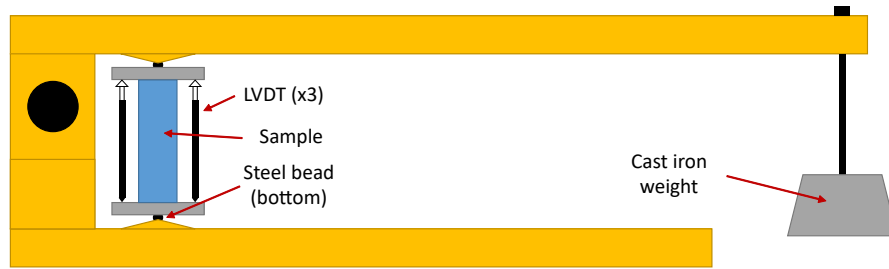 LVDT (x3)
Sample
Steel bead
(bottom)
Cast iron
weight